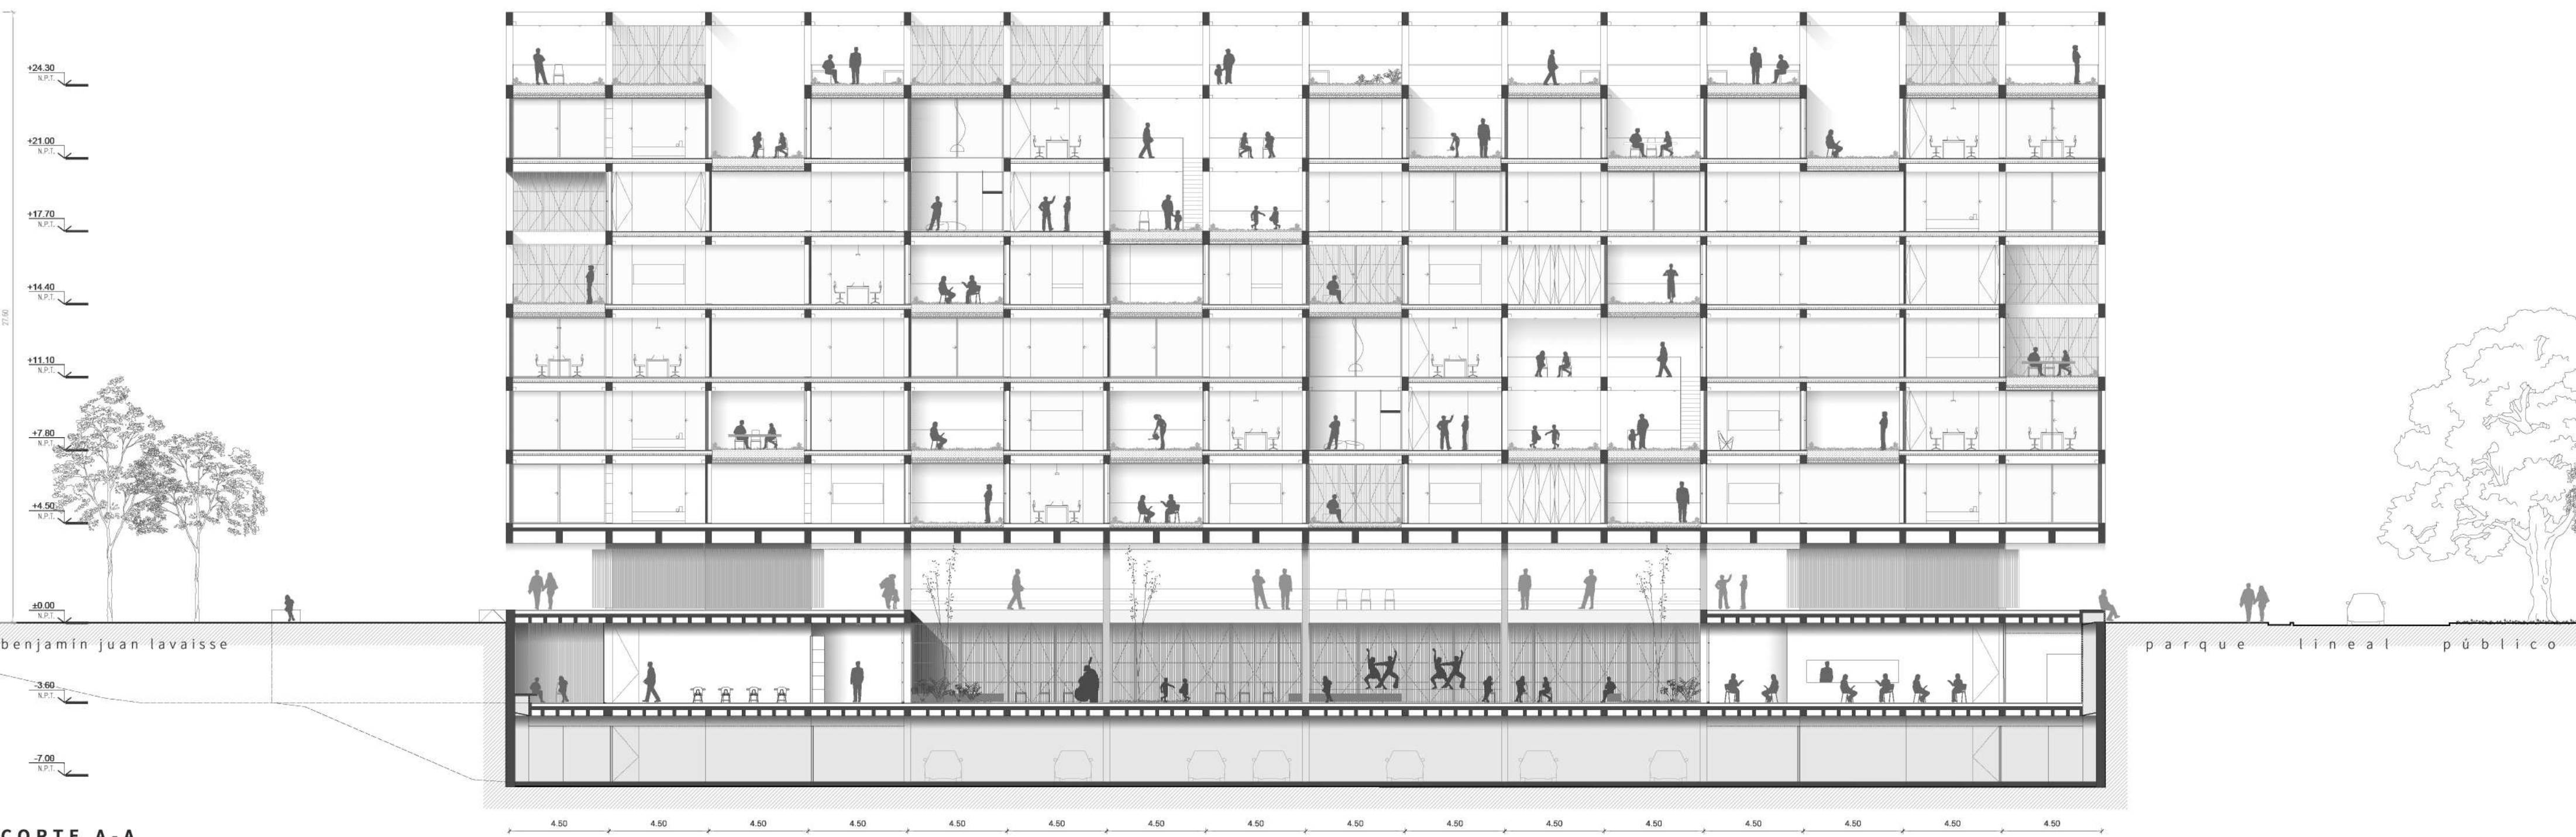 27.60
+24.30
N.P.T.
+21.00
N.P.T.
+17.70
N.P.T.
+14.40
N.P.T.
+11.10
N.P.T.
+7.80
N.P.T.
+4.50
N.P.T.
±0.00
N.P.T.
benjamín juan lavaisse
parque lineal público
-3.60
N.P.T.
-7.00
N.P.T.
4.50 4.50 4.50 4.50 4.50 4.50 4.50 4.50 4.50 4.50 4.50 4.50 4.50 4.50 4.50 4.50
CORTE A-A